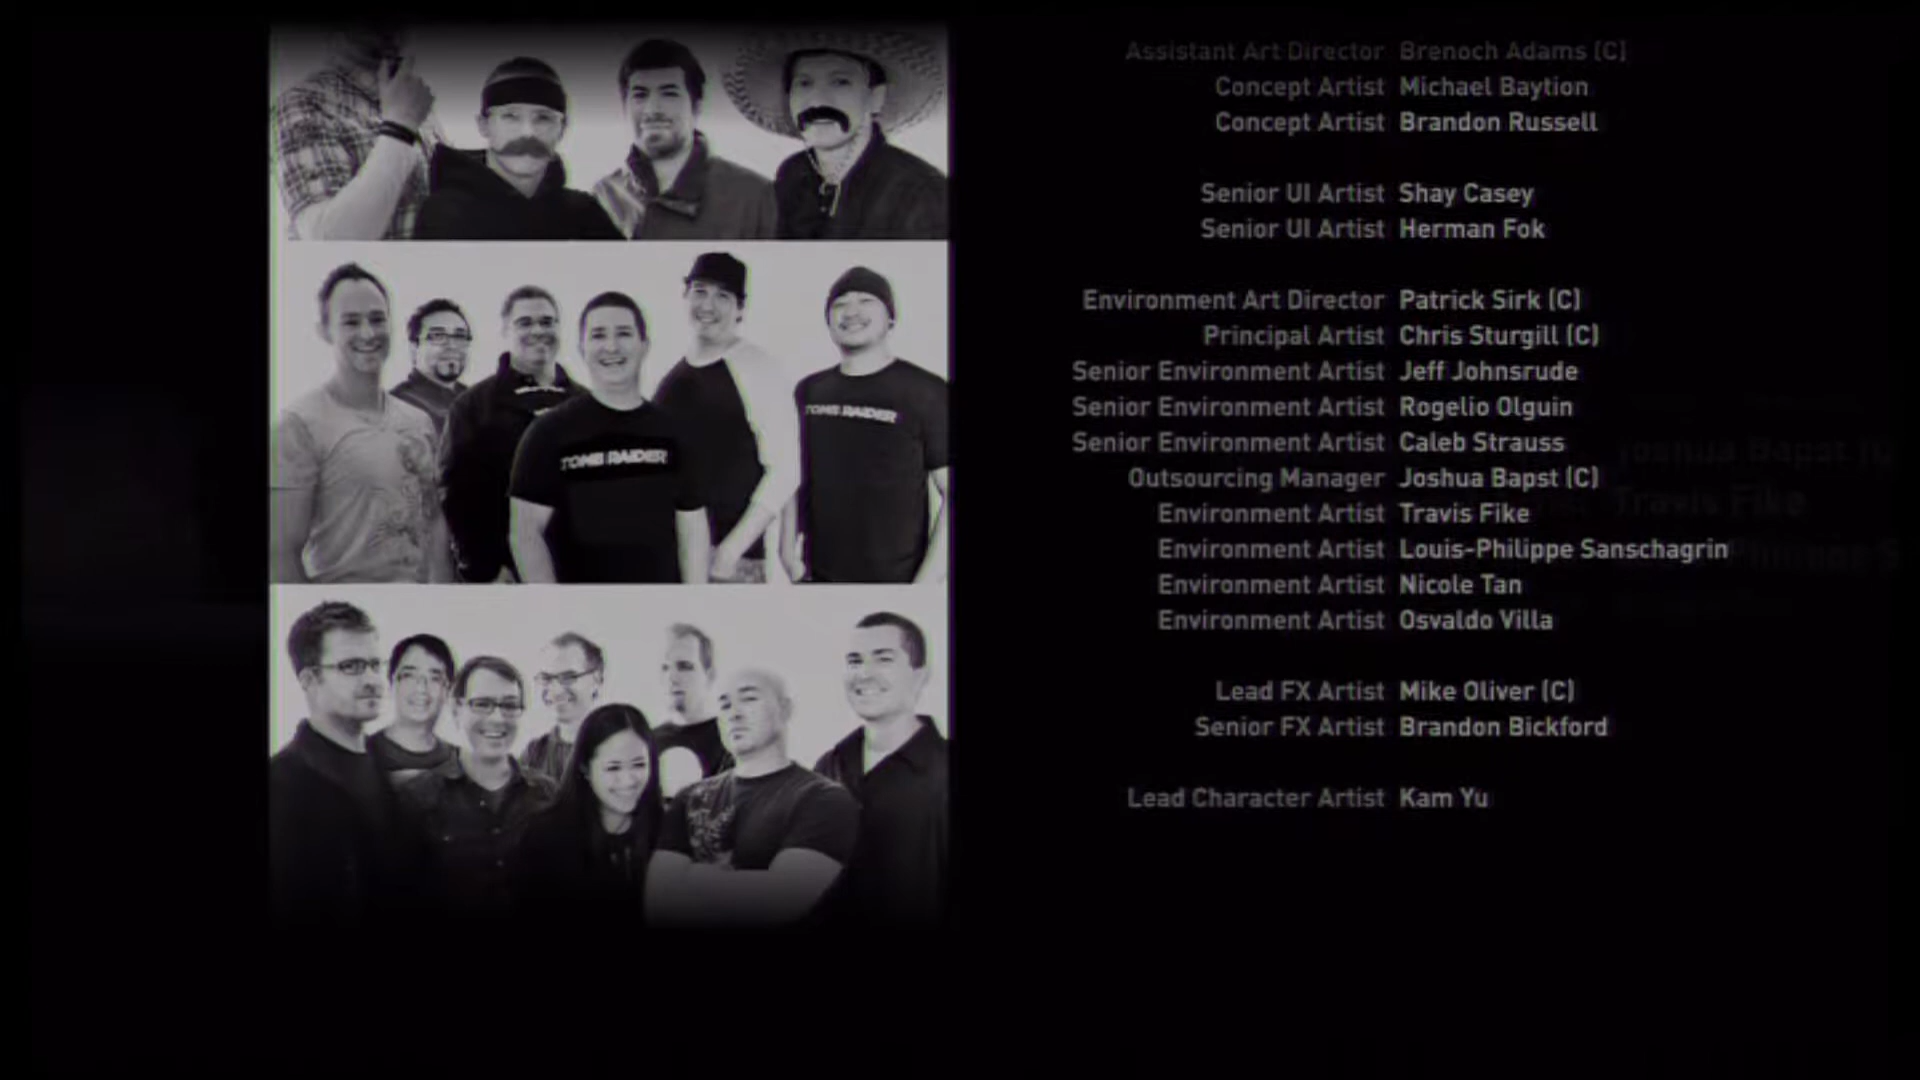 Assistant Art Director Brenoch Adams (C)
Concept Artist Michael Baytion
Concept Artist Brandon Russell
Senior UI Artist Shay Casey
Senior UI Artist Herman Fok
Environment Art Director Patrick Sirk (C)
Principal Artist Chris Sturgill (C)
Senior Environment Artist Jeff Johnsrude
Senior Environment Artist Rogelio Olguin
Senior Environment Artist Caleb Strauss
Outsourcing Manager Joshua Bapst (C)
Environment Artist Travis Fike
Environment Artist Louis-Philippe Sanschagrin
Environment Artist Nicole Tan
Environment Artist Osvaldo Villa
Lead FX Artist Mike Oliver (C)
Senior FX Artist Brandon Bickford
Lead Character Artist Kam Yu
TOMB RAIDER
TOMB RAIDER
Joshua Bapst
Travis Fike